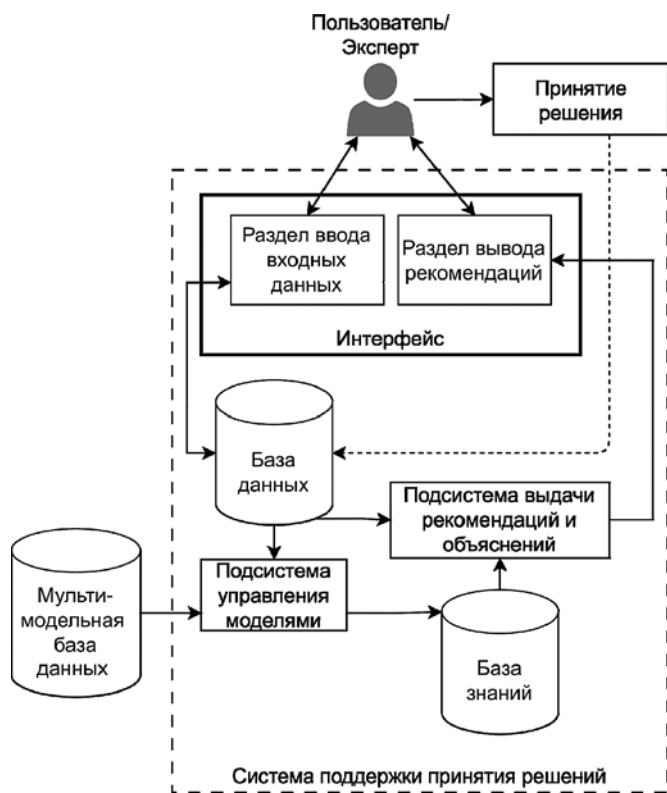 Пользователь/
Эксперт
Принятие
решения
Раздел ввода
входных
данных
Раздел вывода
рекомендаций
Интерфейс
База
данных
Подсистема выдачи
рекомендаций и
объяснений
Мульти-
модельная
база
данных
Подсистема
управления
моделями
База
знаний
Система поддержки принятия решений